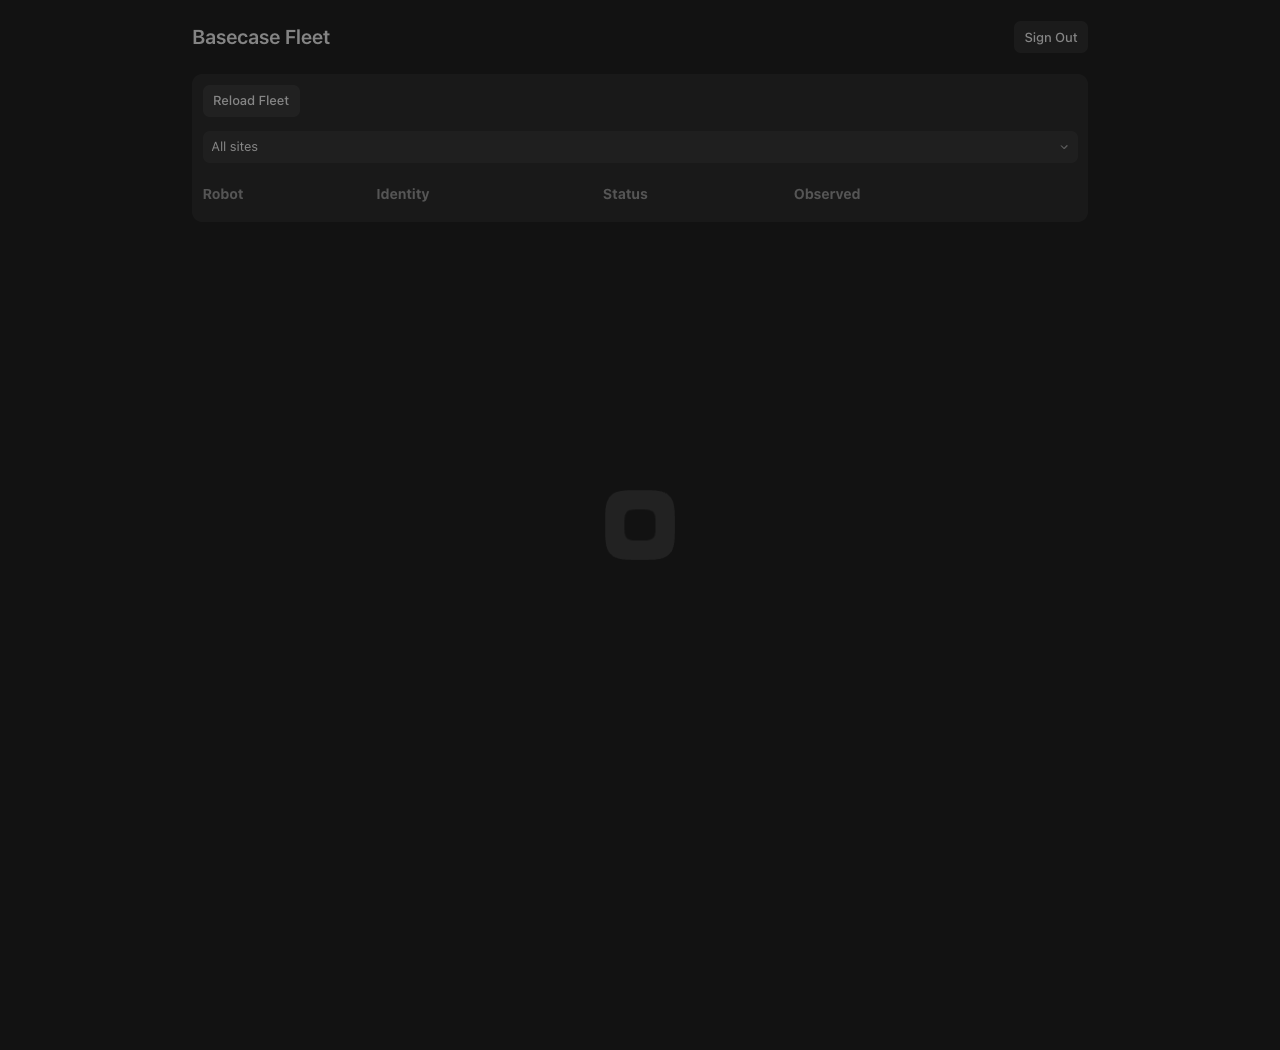 Basecase Fleet
Sign Out
Reload Fleet
All sites
Robot Identity Status Observed